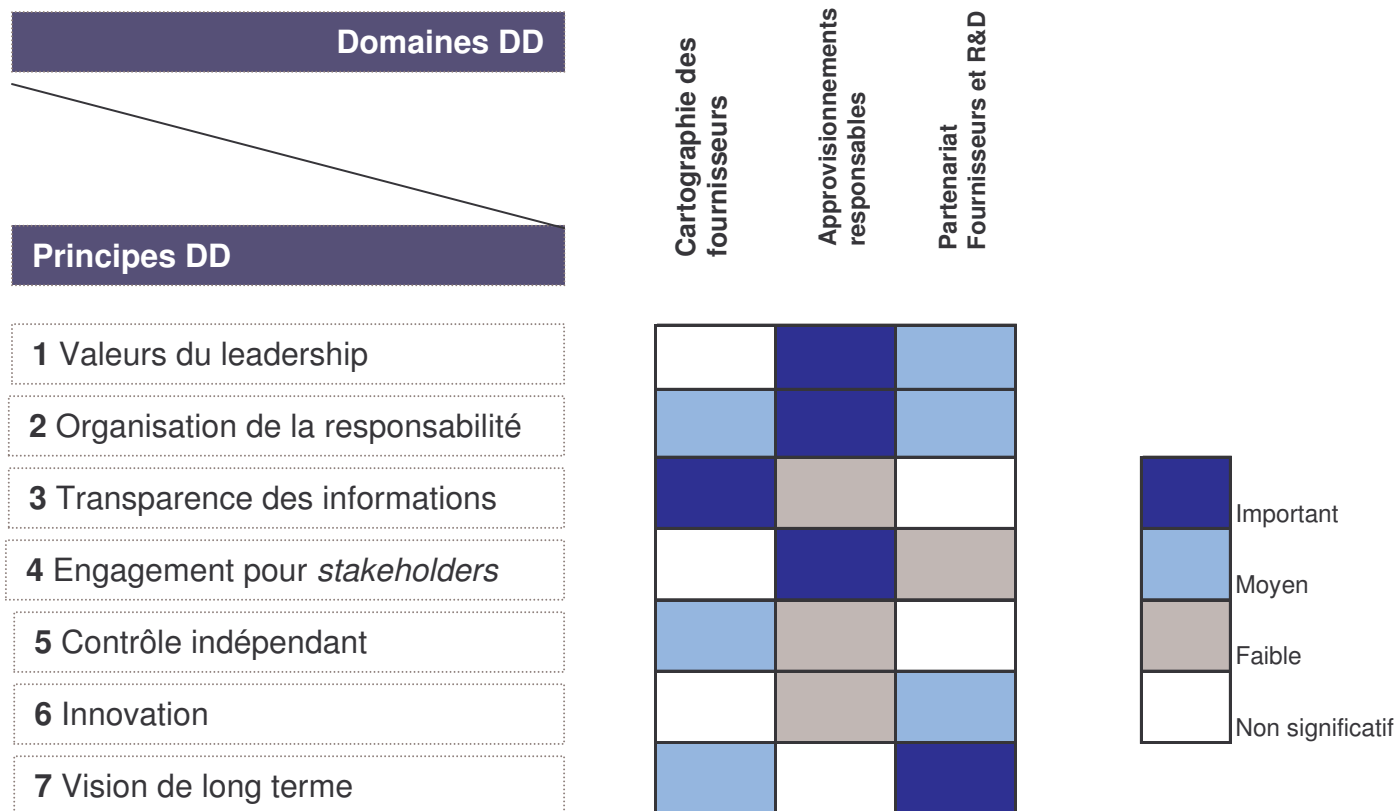 Domaines DD
Cartographie des
fournisseurs
Approvisionnements
responsables
Partenariat
Fournisseurs et R&D
Principes DD
1 Valeurs du leadership
2 Organisation de la responsabilité
3 Transparence des informations
4 Engagement pour stakeholders
5 Contrôle indépendant
6 Innovation
7 Vision de long terme
Important
Moyen
Faible
Non significatif